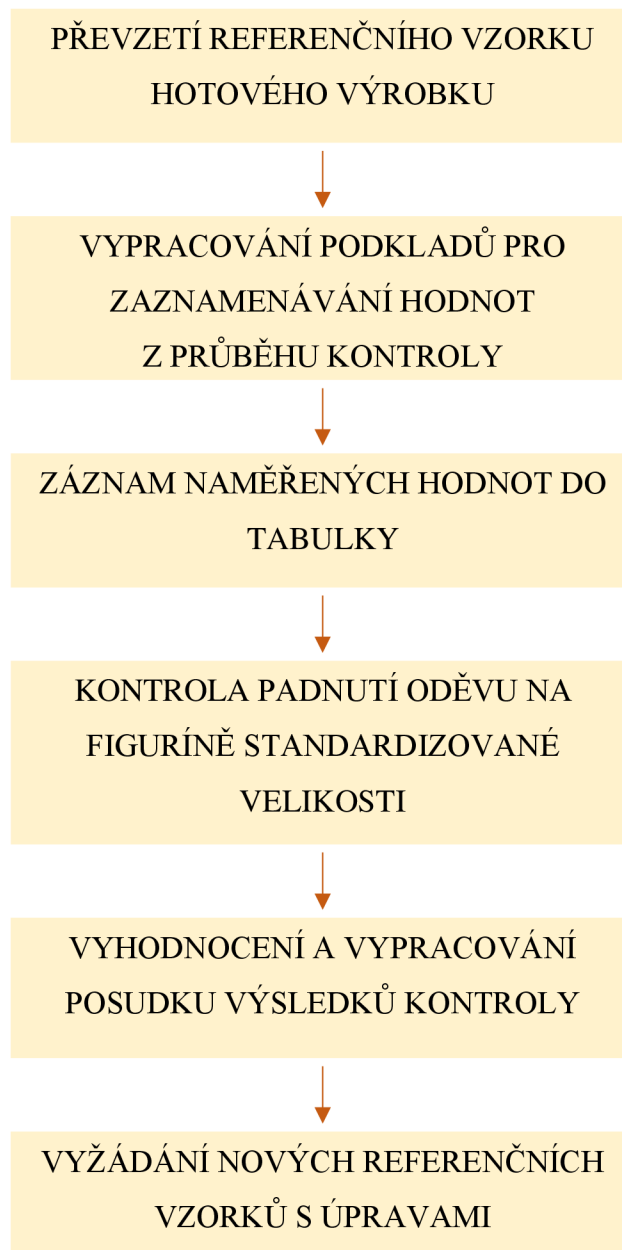 PŘEVZETÍ REFERENČNÍHO VZORKU
HOTOVÉHO VÝROBKU
VYPRACOVÁNÍ PODKLADŮ PRO
ZAZNAMENÁVÁNÍ HODNOT
Z PRŮBĚHU KONTROLY
ZÁZNAM NAMĚŘENÝCH HODNOT DO
TABULKY
KONTROLA PADNUTÍ ODĚVU NA
FIGURÍNĚ STANDARDIZOVANÉ
VELIKOSTI
VYHODNOCENÍ A VYPRACOVÁNÍ
POSUDKU VÝSLEDKŮ KONTROLY
VYŽÁDÁNÍ NOVÝCH REFERENČNÍCH
VZORKŮ S ÚPRAVAMI